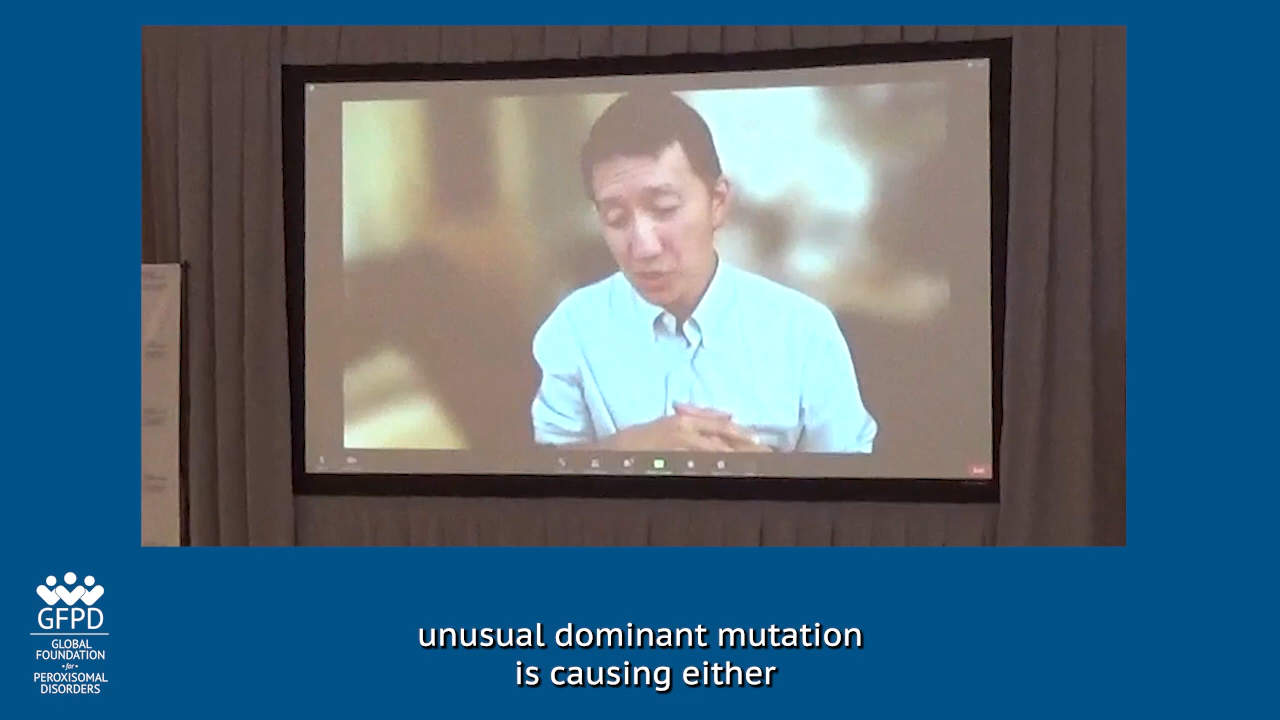 GFPD
GLOBAL
FOUNDATION
for
PEROXISOMAL
DISORDERS
unusual dominant mutation
is causing either